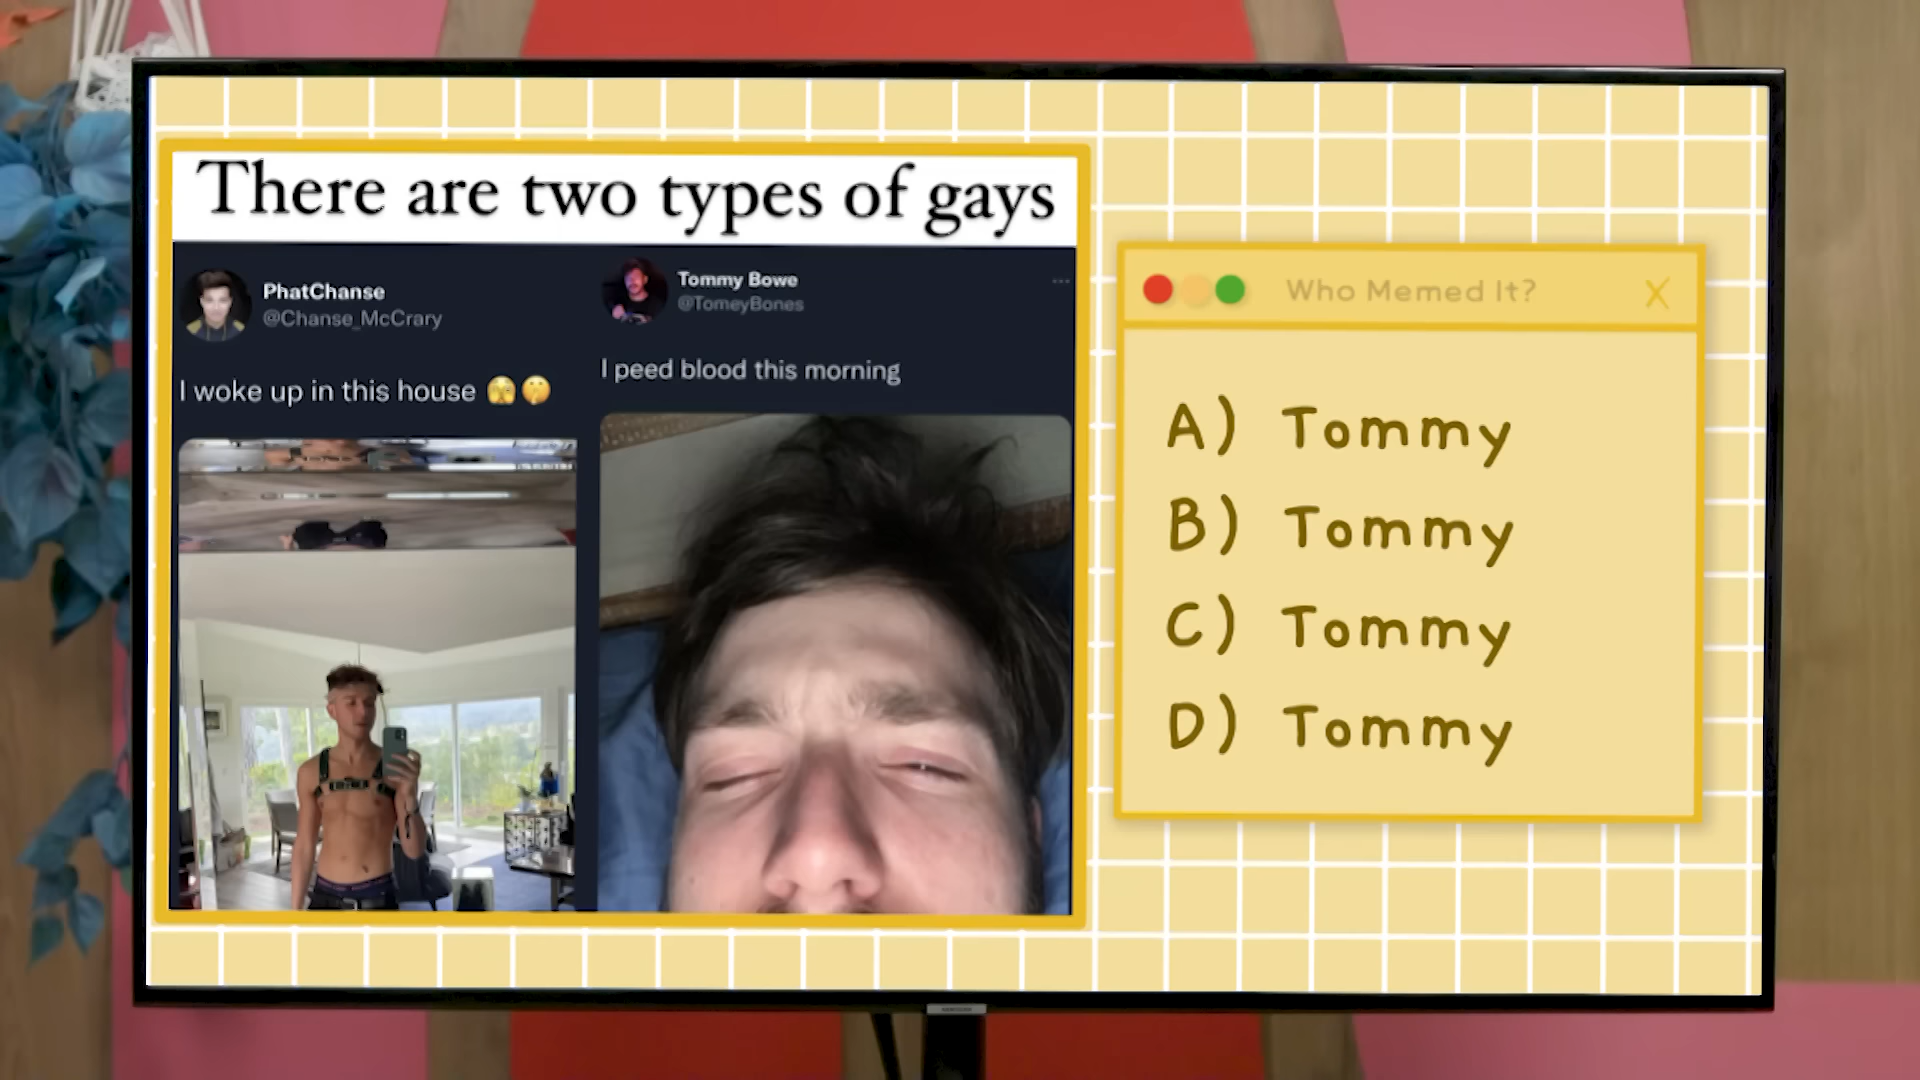 There are two types of gays
PhatChanse
@Chanse_McCrary
I woke up in this house 🫣🤫
Tommy Bowe
@TomeyBones
I peed blood this morning
Who Memed It?
X
A) Tommy
B) Tommy
C) Tommy
D) Tommy